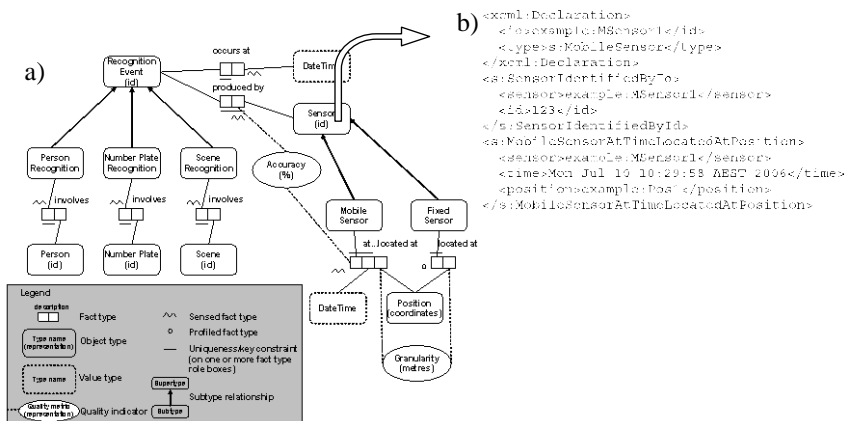 a)
Recognition
Event
(id)
occurs at
DateTime
produced by
Sensor
(id)
Person
Recognition
Number Plate
Recognition
Scene
Recognition
Accuracy
(%)
involves
involves
involves
Mobile
Sensor
Fixed
Sensor
at...located at
located at
Person
(id)
Number Plate
(id)
Scene
(id)
DateTime
Position
(coordinates)
Granularity
(metres)
Legend
description
Fact type
Type name
(representation)
Object type
Type name
Value type
Quality metric
(representation)
Quality indicator
Sensed fact type
Profiled fact type
Uniqueness/key constraint
(on one or more fact type
role boxes)
Supertype
Subtype relationship
Subtype
b)
<xcml:Declaration>
<id>example:MSensor1</id>
<type>s:MobileSensor</type>
</xcml:Declaration>
<s:SensorIdentifiedById>
<sensor>example:MSensor1</sensor>
<id>123</id>
</s:SensorIdentifiedById>
<s:MobileSensorAtTimeLocatedAtPosition>
<sensor>example:MSensor1</sensor>
<time>Mon Jul 10 10:29:58 AEST 2006</time>
<position>example:Pos1</position>
</s:MobileSensorAtTimeLocatedAtPosition>